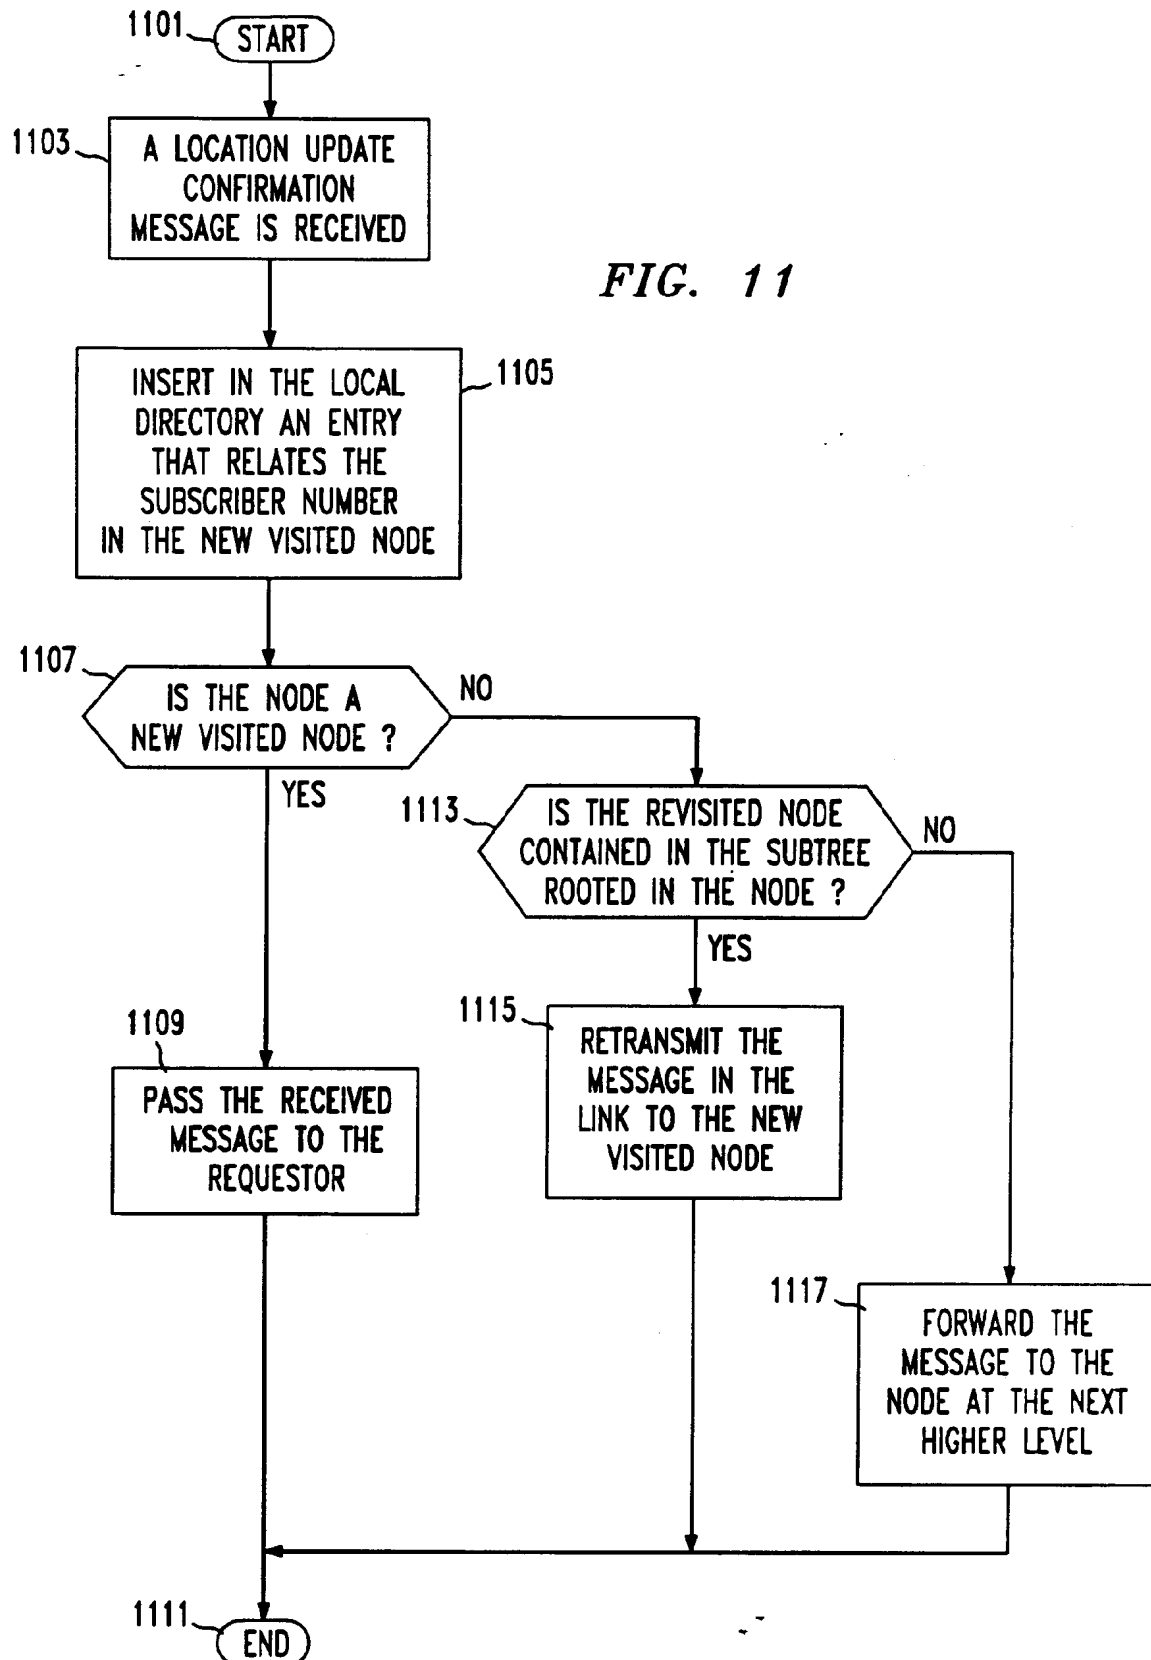 1101
START
1103
A LOCATION UPDATE
CONFIRMATION
MESSAGE IS RECEIVED
FIG. 11
1105
INSERT IN THE LOCAL
DIRECTORY AN ENTRY
THAT RELATES THE
SUBSCRIBER NUMBER
IN THE NEW VISITED NODE
1107
IS THE NODE A
NEW VISITED NODE ?
NO
YES
1113
IS THE REVISITED NODE
CONTAINED IN THE SUBTREE
ROOTED IN THE NODE ?
NO
YES
1109
PASS THE RECEIVED
MESSAGE TO THE
REQUESTOR
1115
RETRANSMIT THE
MESSAGE IN THE
LINK TO THE NEW
VISITED NODE
1117
FORWARD THE
MESSAGE TO THE
NODE AT THE NEXT
HIGHER LEVEL
1111
END